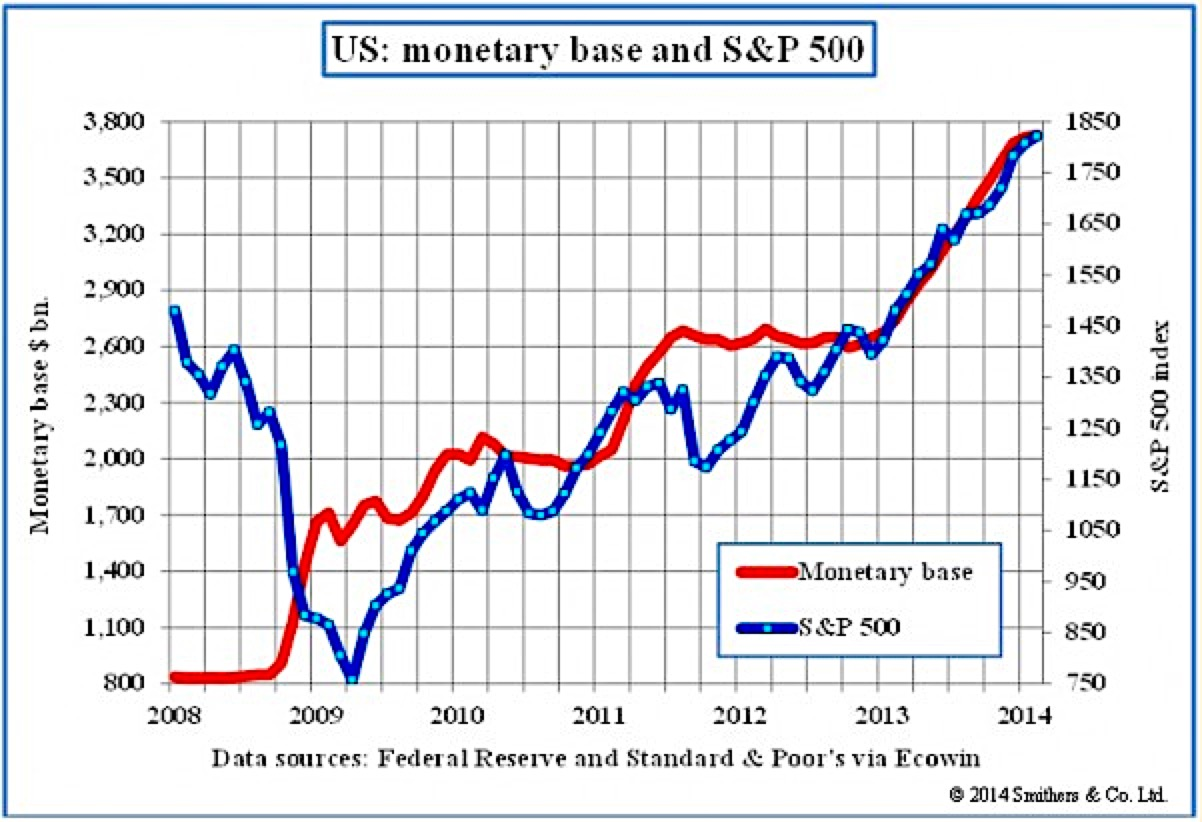 US: monetary base and S&P 500
3,800
3,500
3,200
2,900
2,600
2,300
2,000
1,700
1,400
1,100
800
Monetary base $ bn.
1850
1750
1650
1550
1450
1350
1250
1150
1050
950
850
750
S&P 500 index
Monetary base
S&P 500
2008 2009 2010 2011 2012 2013 2014
Data sources: Federal Reserve and Standard & Poor's via Ecowin
© 2014 Smithers & Co. Ltd.